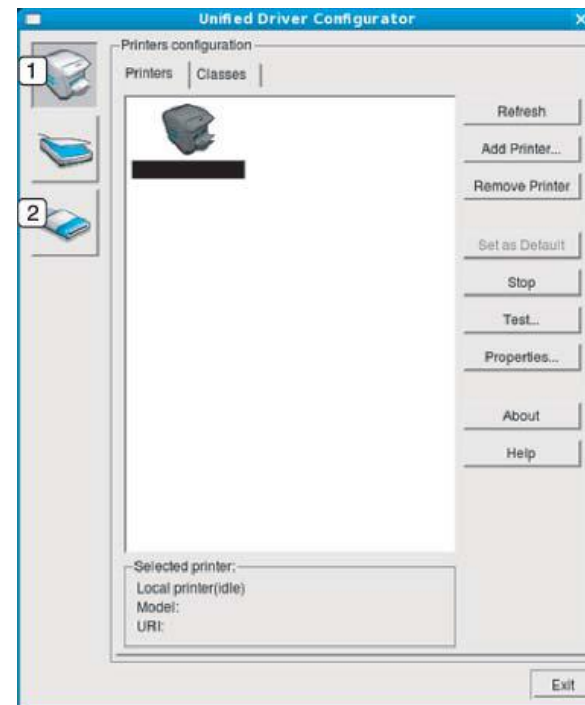 Unified Driver Configurator
1
2
Printers configuration
Printers Classes
Refresh
Add Printer...
Remove Printer
Set as Default
Stop
Test...
Properties...
About
Help
Selected printer:
Local printer(idle)
Model:
URI:
Exit